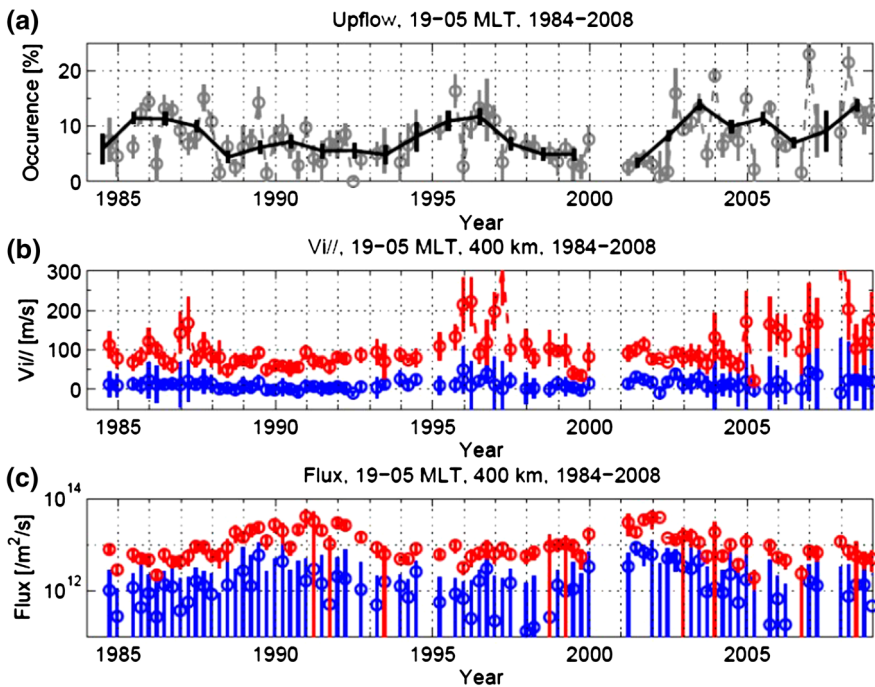 (a)
Upflow, 19-05 MLT, 1984-2008
Occurence [%]
20
10
0
1985 1990 1995 2000 2005
Year
(b)
Vi//, 19-05 MLT, 400 km, 1984-2008
Vi// [m/s]
300
200
100
0
1985 1990 1995 2000 2005
Year
(c)
Flux, 19-05 MLT, 400 km, 1984-2008
Flux [/m²/s]
10¹⁴
10¹²
1985 1990 1995 2000 2005
Year